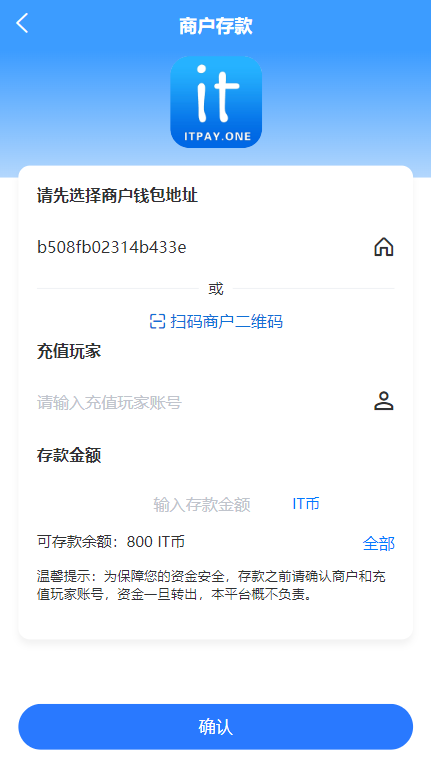 商户存款
it
ITPAY.ONE
请先选择商户钱包地址
b508fb02314b433e
或
扫码商户二维码
充值玩家
请输入充值玩家账号
存款金额
输入存款金额 IT币
可存款余额：800 IT币 全部
温馨提示：为保障您的资金安全，存款之前请确认商户和充
值玩家账号，资金一旦转出，本平台概不负责。
确认